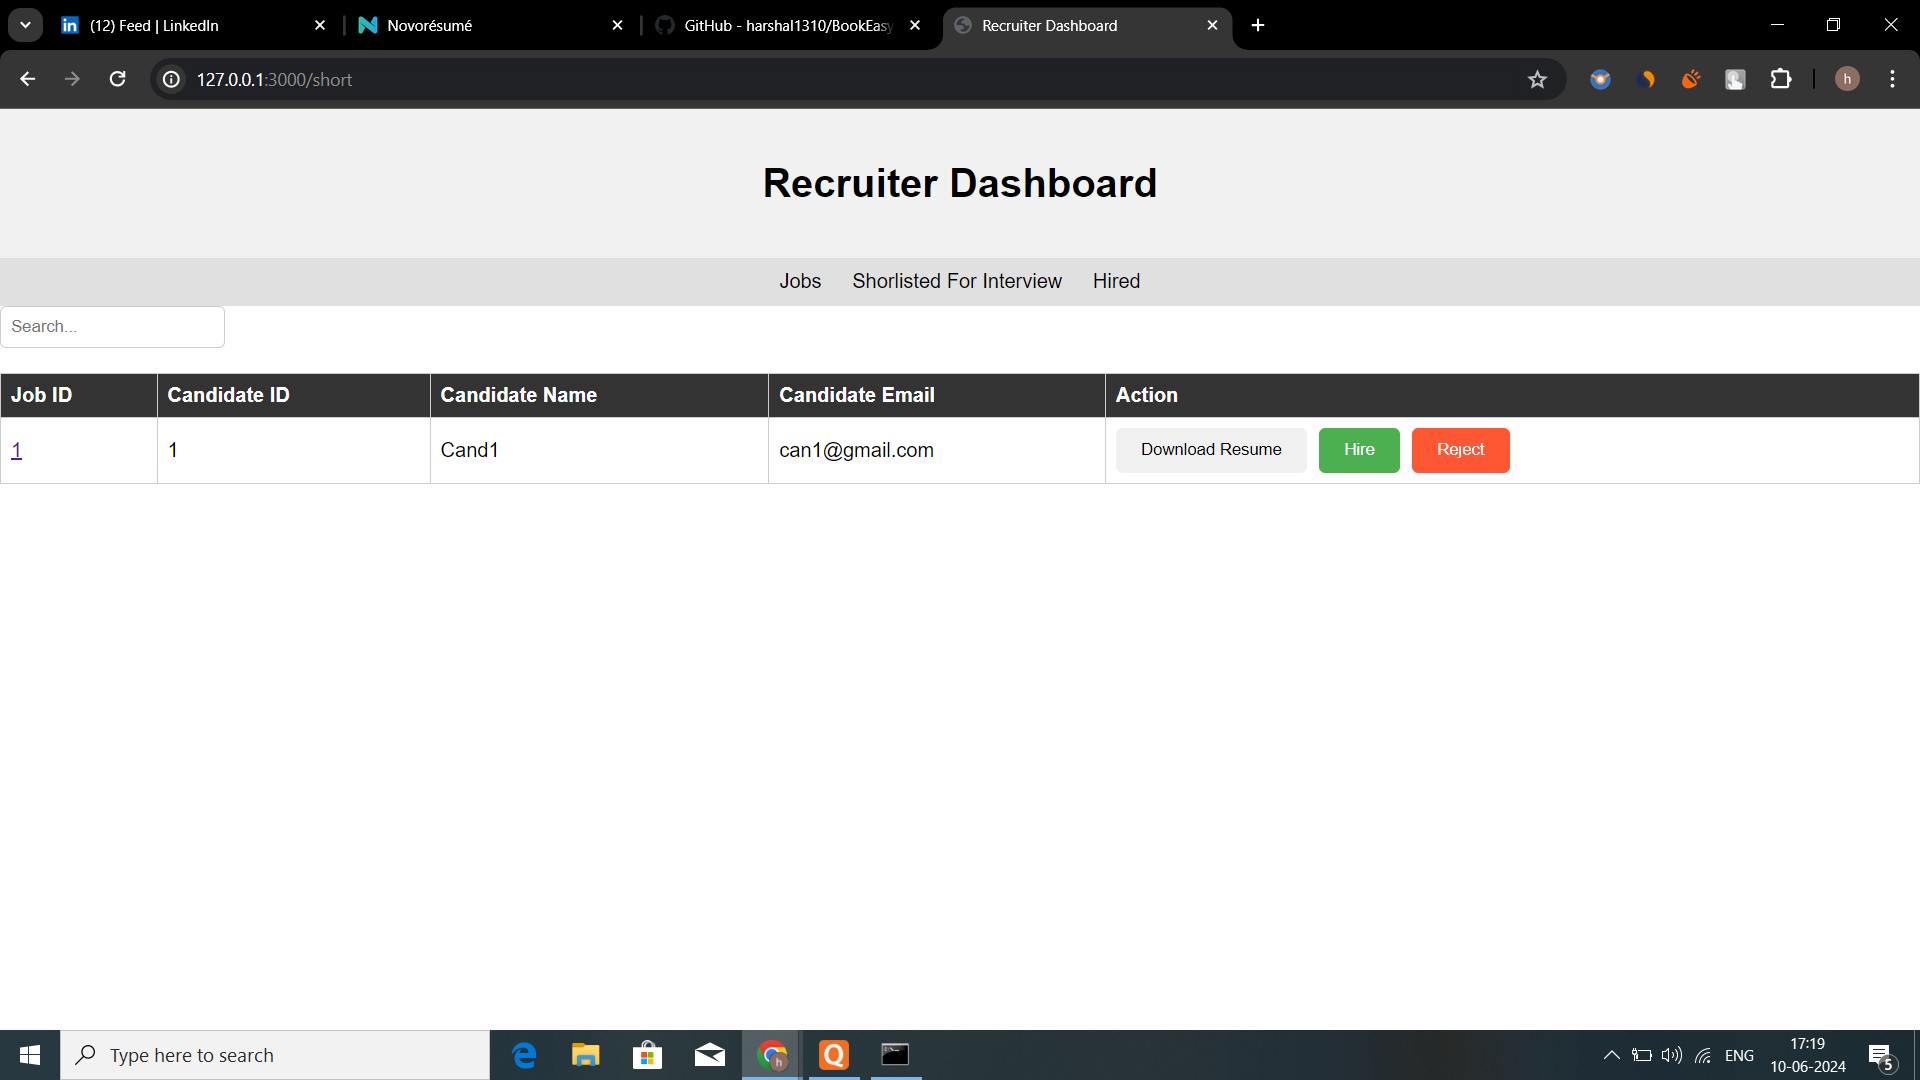 (12) Feed | LinkedIn
Novorésumé
GitHub - harshal1310/BookEasy
Recruiter Dashboard
127.0.0.1:3000/short
h
Recruiter Dashboard
Jobs Shorlisted For Interview Hired
Search...
Job ID Candidate ID Candidate Name Candidate Email Action
1 1 Cand1 can1@gmail.com Download Resume Hire Reject
Type here to search
ENG
17:19
10-06-2024
5